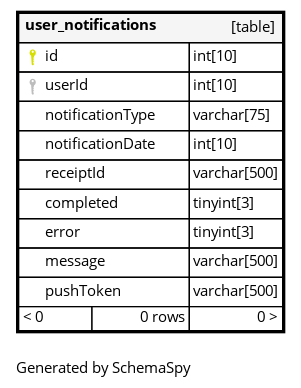 user_notifications [table]
id int[10]
userId int[10]
notificationType varchar[75]
notificationDate int[10]
receiptId varchar[500]
completed tinyint[3]
error tinyint[3]
message varchar[500]
pushToken varchar[500]
< 0 0 rows 0 >
Generated by SchemaSpy